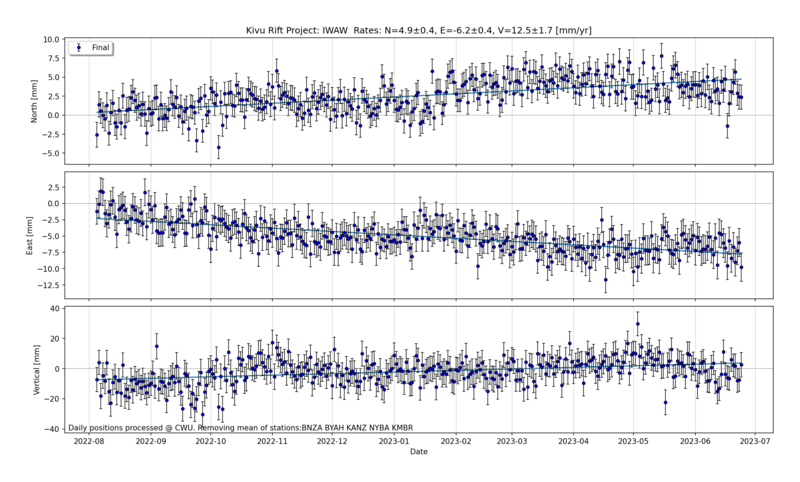 Kivu Rift Project: IWAW  Rates: N=4.9±0.4, E=-6.2±0.4, V=12.5±1.7 [mm/yr]
10.0
7.5
5.0
2.5
0.0
−2.5
−5.0
North [mm]
Final
2.5
0.0
−2.5
−5.0
−7.5
−10.0
−12.5
East [mm]
40
20
0
−20
−40
Vertical [mm]
Daily positions processed @ CWU. Removing mean of stations:BNZA BYAH KANZ NYBA KMBR
2022-08 2022-09 2022-10 2022-11 2022-12 2023-01 2023-02 2023-03 2023-04 2023-05 2023-06 2023-07
Date